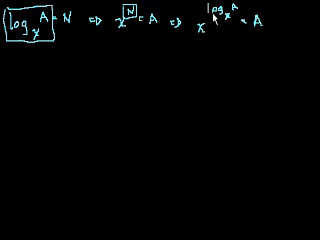 log_x A = N ⇒ x^N = A ⇒ x^(log_x A) = A